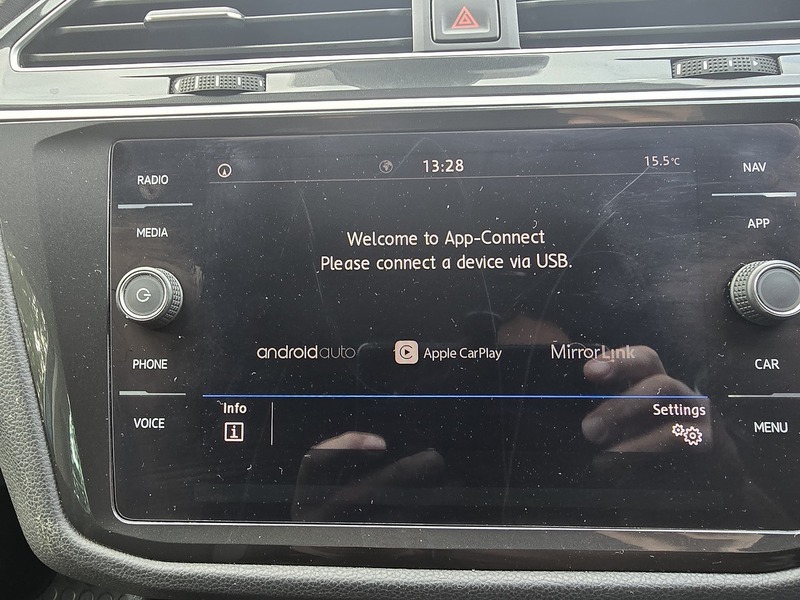 RADIO
MEDIA
PHONE
VOICE
13:28
15.5°C
Welcome to App-Connect
Please connect a device via USB.
androidauto
Apple CarPlay
MirrorLink
Info
i
Settings
NAV
APP
CAR
MENU